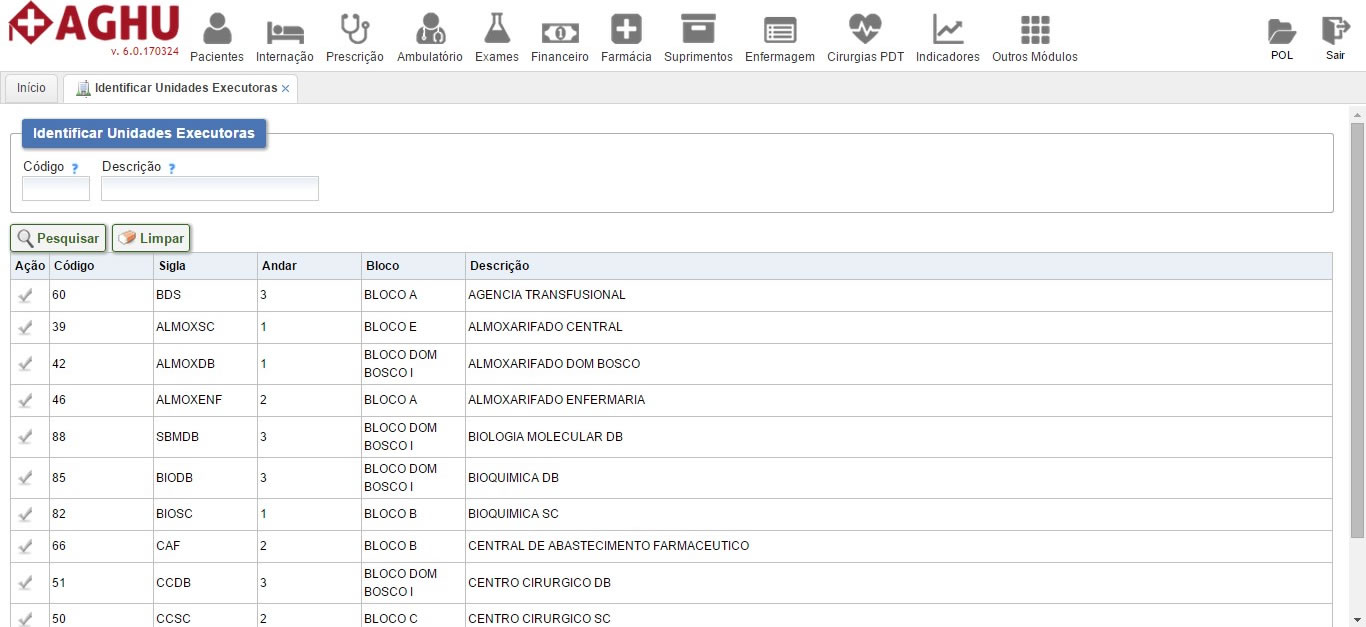 AGHU
v. 6.0.170324
Pacientes Internação Prescrição Ambulatório Exames Financeiro Farmácia Suprimentos Enfermagem Cirurgias PDT Indicadores Outros Módulos POL Sair
Início Identificar Unidades Executoras ×
Identificar Unidades Executoras
Código ? Descrição ?
Pesquisar Limpar
Ação Código Sigla Andar Bloco Descrição
60 BDS 3 BLOCO A AGENCIA TRANSFUSIONAL
39 ALMOXSC 1 BLOCO E ALMOXARIFADO CENTRAL
42 ALMOXDB 1 BLOCO DOM BOSCO I ALMOXARIFADO DOM BOSCO
46 ALMOXENF 2 BLOCO A ALMOXARIFADO ENFERMARIA
88 SBMDB 3 BLOCO DOM BOSCO I BIOLOGIA MOLECULAR DB
85 BIODB 3 BLOCO DOM BOSCO I BIOQUIMICA DB
82 BIOSC 1 BLOCO B BIOQUIMICA SC
66 CAF 2 BLOCO B CENTRAL DE ABASTECIMENTO FARMACEUTICO
51 CCDB 3 BLOCO DOM BOSCO I CENTRO CIRURGICO DB
50 CCSC 2 BLOCO C CENTRO CIRURGICO SC